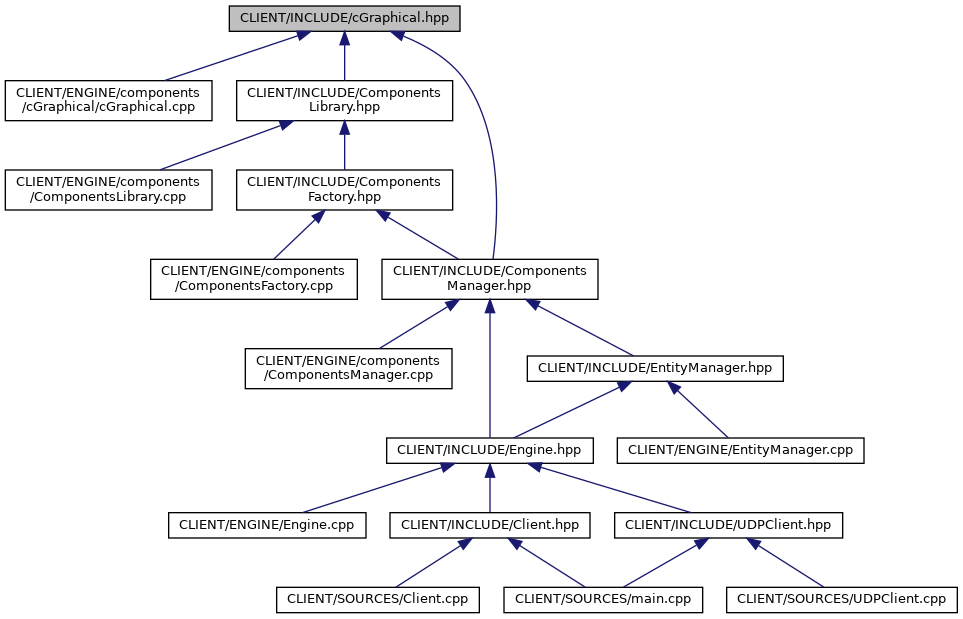 CLIENT/INCLUDE/cGraphical.hpp
CLIENT/ENGINE/components
/cGraphical/cGraphical.cpp
CLIENT/INCLUDE/Components
Library.hpp
CLIENT/ENGINE/components
/ComponentsLibrary.cpp
CLIENT/INCLUDE/Components
Factory.hpp
CLIENT/ENGINE/components
/ComponentsFactory.cpp
CLIENT/INCLUDE/Components
Manager.hpp
CLIENT/ENGINE/components
/ComponentsManager.cpp
CLIENT/INCLUDE/EntityManager.hpp
CLIENT/INCLUDE/Engine.hpp
CLIENT/ENGINE/EntityManager.cpp
CLIENT/ENGINE/Engine.cpp
CLIENT/INCLUDE/Client.hpp
CLIENT/INCLUDE/UDPClient.hpp
CLIENT/SOURCES/Client.cpp
CLIENT/SOURCES/main.cpp
CLIENT/SOURCES/UDPClient.cpp